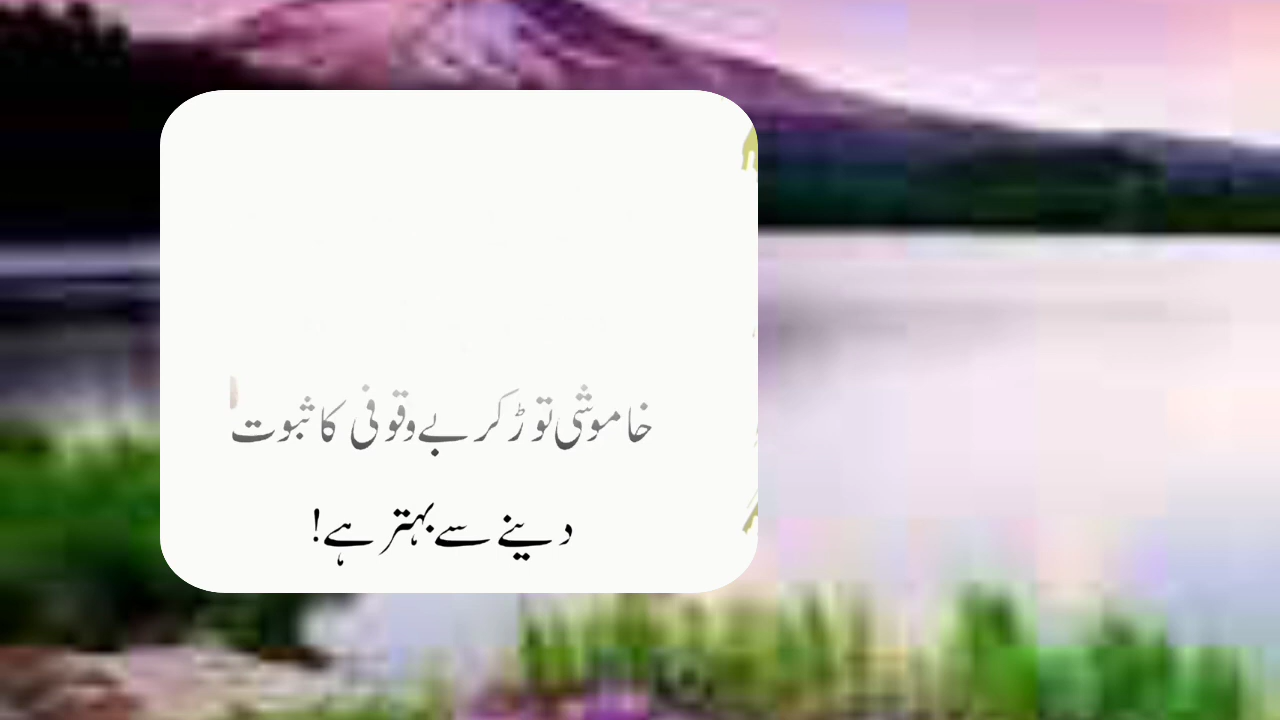 خاموشی توڑ کر بے وقوفی کا ثبوت
دینے سے بہتر ہے!